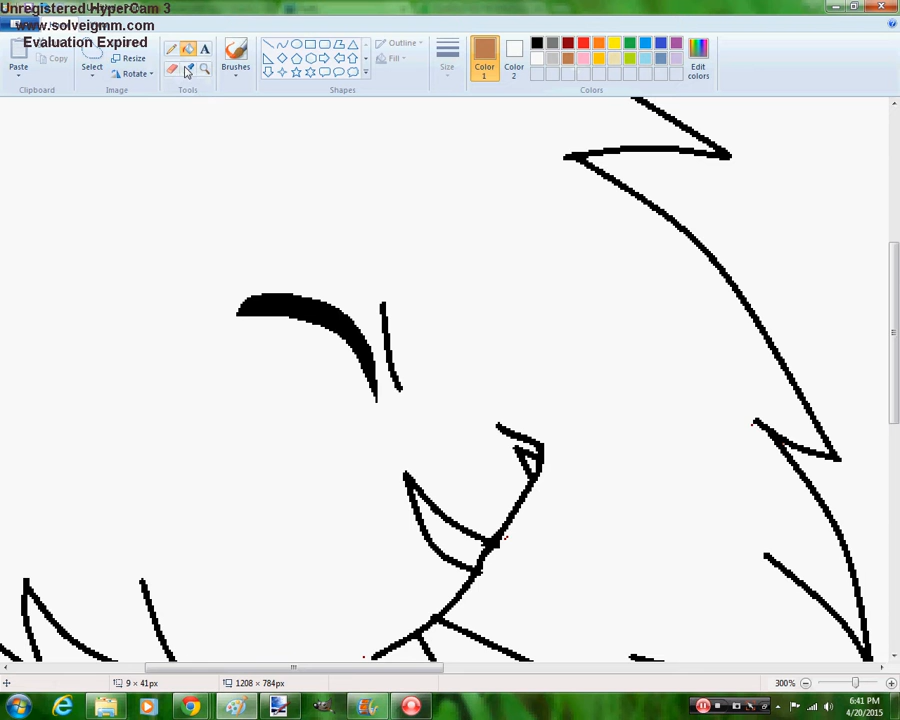 Unregistered HyperCam 3
www.solveigmm.com
Evaluation Expired
Paste
Copy
Clipboard
Select
Resize
Rotate
Image
A
Tools
Brushes
Shapes
Outline
Fill
Size
Color 1
Color 2
Colors
Edit colors
9 × 41px
1208 × 784px
300%
6:41 PM
4/20/2015